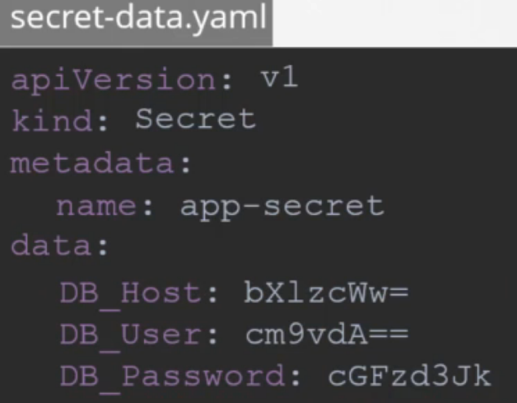 secret-data.yaml
apiVersion: v1
kind: Secret
metadata:
name: app-secret
data:
DB_Host: bXlzcWw=
DB_User: cm9vdA==
DB_Password: cGFzd3Jk